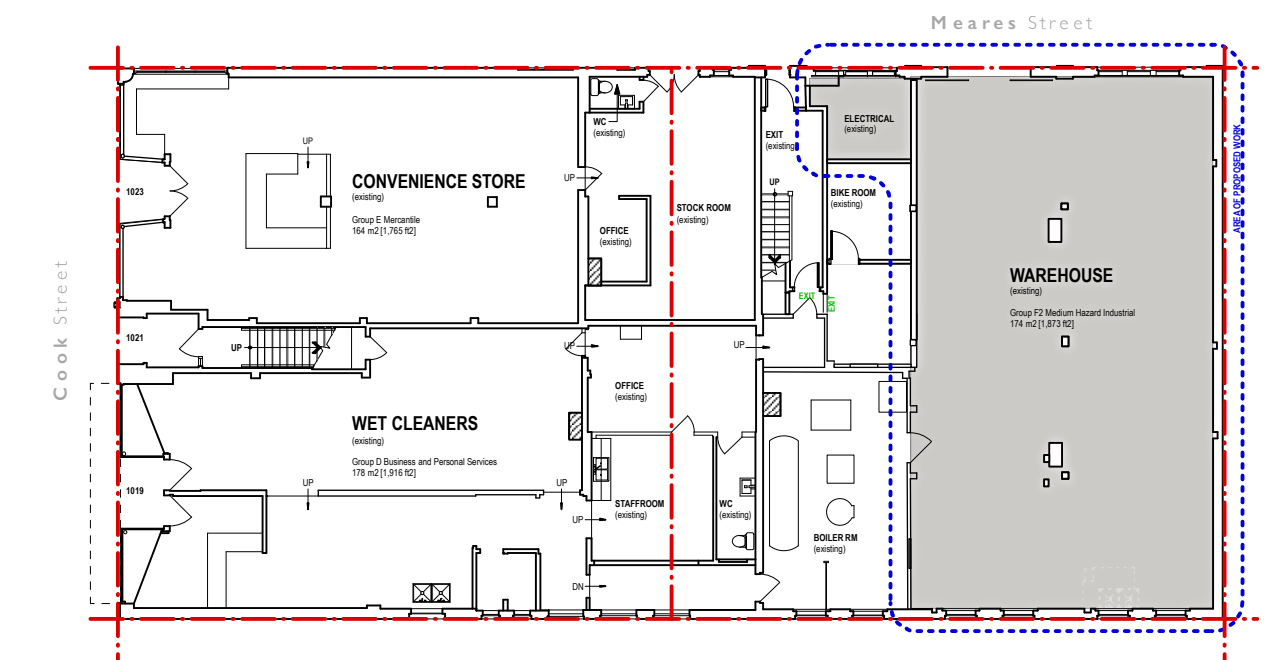 Meares Street
Cook Street
AREA OF PROPOSED WORK
1023
UP
CONVENIENCE STORE
(existing)
Group E Mercantile
164 m2 [1,765 ft2]
WC
(existing)
UP
STOCK ROOM
(existing)
OFFICE
(existing)
EXIT
(existing)
UP
ELECTRICAL
(existing)
BIKE ROOM
(existing)
EXIT
EXIT
WAREHOUSE
(existing)
Group F2 Medium Hazard Industrial
174 m2 [1,873 ft2]
1021
UP
UP
UP
OFFICE
(existing)
WET CLEANERS
(existing)
Group D Business and Personal Services
178 m2 [1,916 ft2]
1019
UP
UP
UP
STAFFROOM
(existing)
WC
(existing)
BOILER RM
(existing)
DN